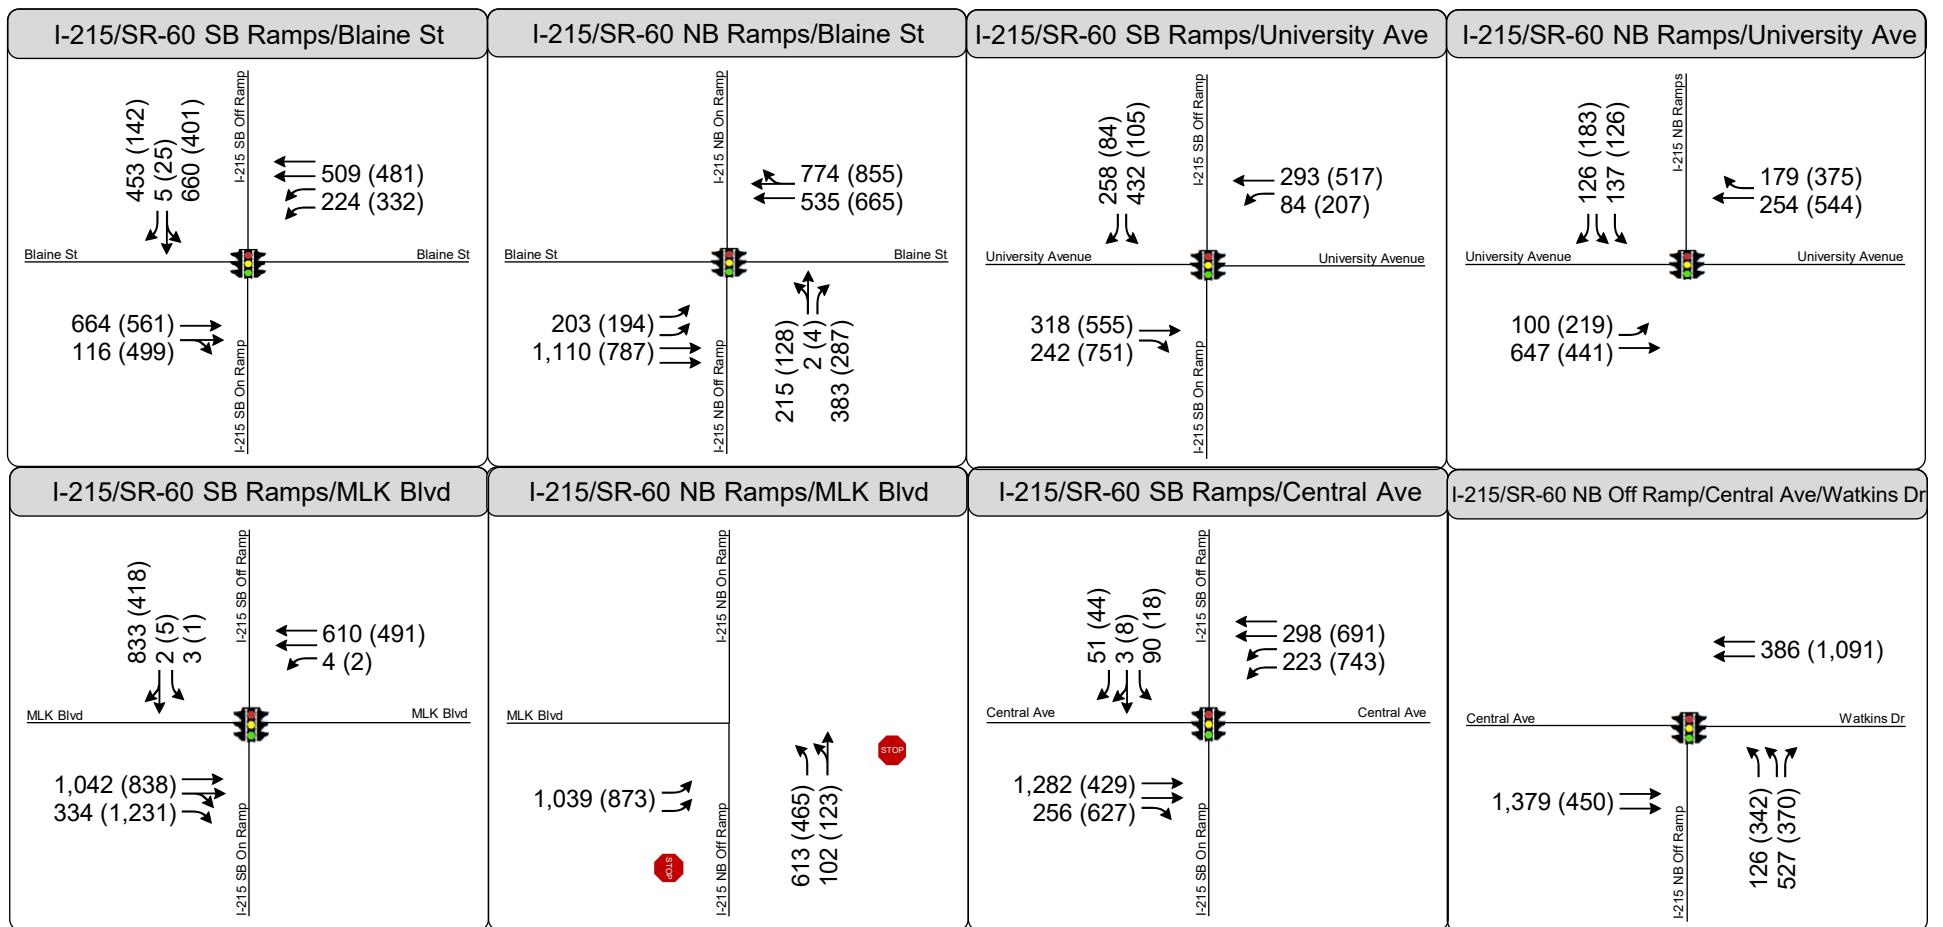 I-215/SR-60 SB Ramps/Blaine St
453 (142)
5 (25)
660 (401)
I-215 SB Off Ramp
509 (481)
224 (332)
Blaine St
Blaine St
664 (561)
116 (499)
I-215 SB On Ramp
I-215/SR-60 NB Ramps/Blaine St
I-215 NB On Ramp
774 (855)
535 (665)
Blaine St
Blaine St
203 (194)
1,110 (787)
I-215 NB Off Ramp
215 (128)
2 (4)
383 (287)
I-215/SR-60 SB Ramps/University Ave
258 (84)
432 (105)
I-215 SB Off Ramp
293 (517)
84 (207)
University Avenue
University Avenue
318 (555)
242 (751)
I-215 SB On Ramp
I-215/SR-60 NB Ramps/University Ave
126 (183)
137 (126)
I-215 NB Ramps
179 (375)
254 (544)
University Avenue
University Avenue
100 (219)
647 (441)
I-215/SR-60 SB Ramps/MLK Blvd
833 (418)
2 (5)
3 (1)
I-215 SB Off Ramp
610 (491)
4 (2)
MLK Blvd
MLK Blvd
1,042 (838)
334 (1,231)
I-215 SB On Ramp
I-215/SR-60 NB Ramps/MLK Blvd
I-215 NB On Ramp
MLK Blvd
STOP
1,039 (873)
STOP
I-215 NB Off Ramp
613 (465)
102 (123)
I-215/SR-60 SB Ramps/Central Ave
51 (44)
3 (8)
90 (18)
I-215 SB Off Ramp
298 (691)
223 (743)
Central Ave
Central Ave
1,282 (429)
256 (627)
I-215 SB On Ramp
I-215/SR-60 NB Off Ramp/Central Ave/Watkins Dr
386 (1,091)
Central Ave
Watkins Dr
1,379 (450)
I-215 NB Off Ramp
126 (342)
527 (370)